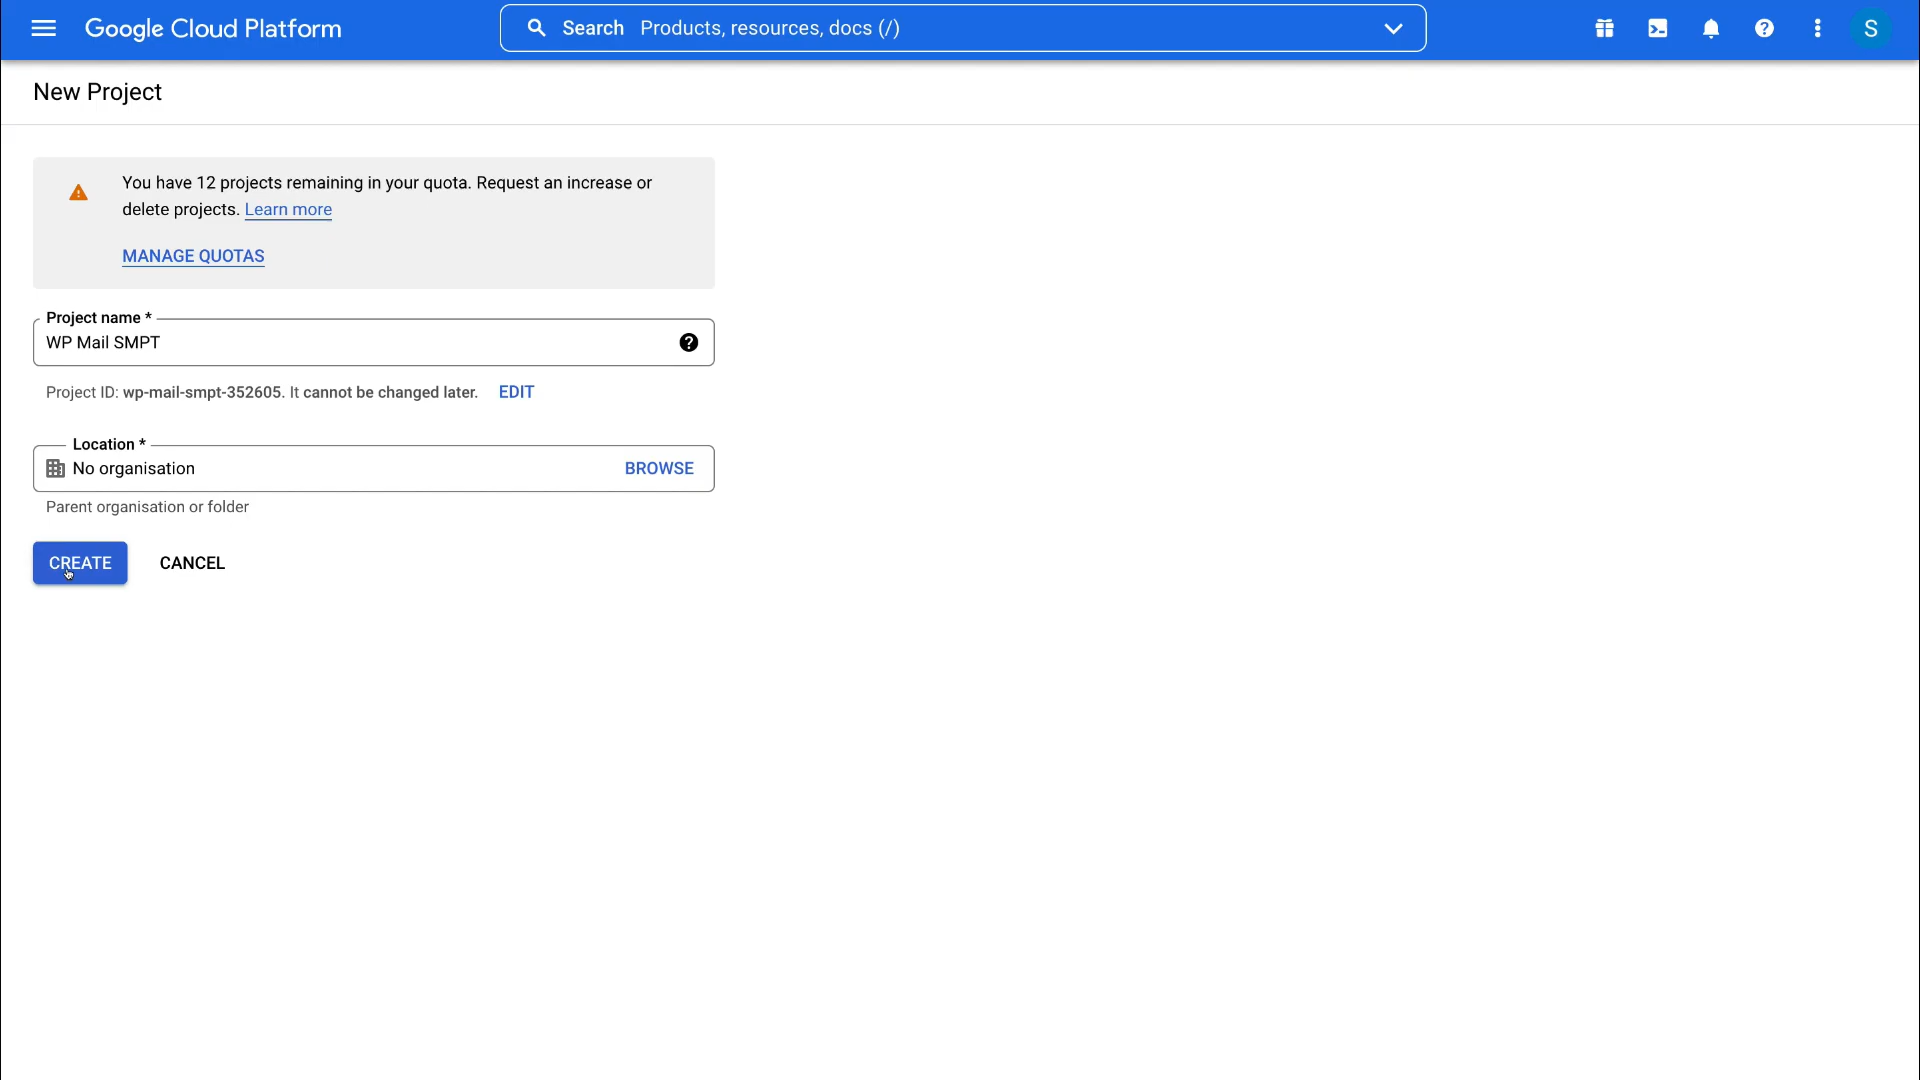 Google Cloud Platform
Search Products, resources, docs (/)
S
New Project
You have 12 projects remaining in your quota. Request an increase or
delete projects. Learn more
MANAGE QUOTAS
Project name *
WP Mail SMPT
Project ID: wp-mail-smpt-352605. It cannot be changed later. EDIT
Location *
No organisation BROWSE
Parent organisation or folder
CREATE CANCEL